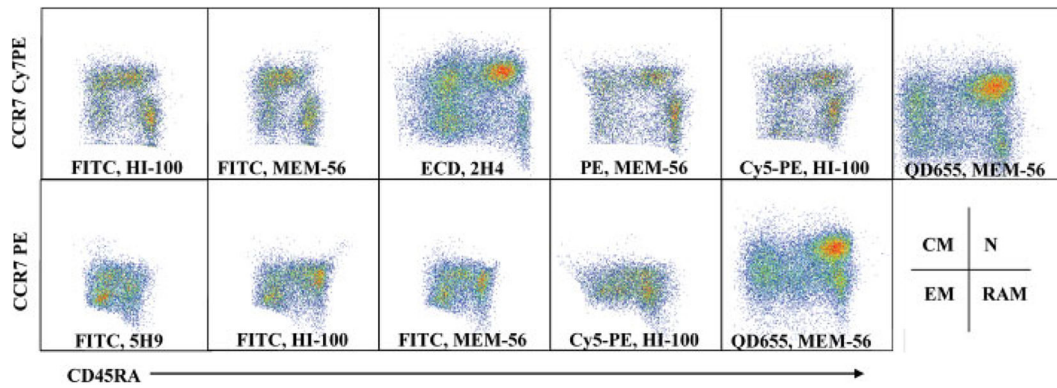 CCR7 Cy7PE
FITC, HI-100
FITC, MEM-56
ECD, 2H4
PE, MEM-56
Cy5-PE, HI-100
QD655, MEM-56
CCR7 PE
FITC, 5H9
FITC, HI-100
FITC, MEM-56
Cy5-PE, HI-100
QD655, MEM-56
CM N
EM RAM
CD45RA